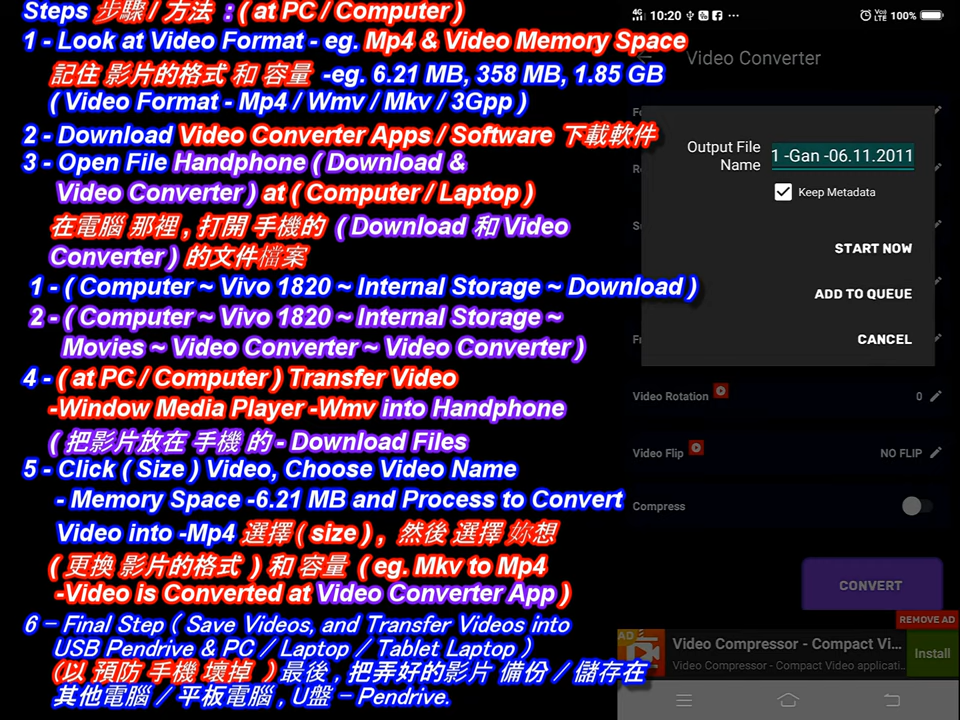 Steps 步驟 / 方法 : ( at PC / Computer )
1 - Look at Video Format - eg. Mp4 & Video Memory Space
記住 影片的格式 和 容量 -eg. 6.21 MB, 358 MB, 1.85 GB
( Video Format - Mp4 / Wmv / Mkv / 3Gpp )
2 - Download Video Converter Apps / Software 下載軟件
3 - Open File Handphone ( Download &
Video Converter ) at ( Computer / Laptop )
在電腦 那裡 , 打開 手機的 ( Download 和 Video
Converter ) 的文件檔案
1 - ( Computer ~ Vivo 1820 ~ Internal Storage ~ Download )
2 - ( Computer ~ Vivo 1820 ~ Internal Storage ~
Movies ~ Video Converter ~ Video Converter )
4 - ( at PC / Computer ) Transfer Video
-Window Media Player -Wmv into Handphone
( 把影片放在 手機 的 - Download Files
5 - Click ( Size ) Video, Choose Video Name
- Memory Space -6.21 MB and Process to Convert
Video into -Mp4 選擇 ( size ) , 然後 選擇 妳想
( 更換 影片的格式 ) 和 容量 ( eg. Mkv to Mp4
-Video is Converted at Video Converter App )
6 - Final Step ( Save Videos, and Transfer Videos into
USB Pendrive & PC / Laptop / Tablet Laptop )
(以 預防 手機 壞掉 ) 最後 , 把弄好的影片 備份 / 儲存在
其他電腦 / 平板電腦 , U盤 - Pendrive.
4G 10:20 VoLTE 100%
Video Converter
Output File
Name
1 -Gan -06.11.2011
Keep Metadata
START NOW
ADD TO QUEUE
CANCEL
Video Rotation 0
Video Flip NO FLIP
Compress
CONVERT
REMOVE AD
AD
Video Compressor - Compact Vi...
Video Compressor - Compact Video applicati...
Install